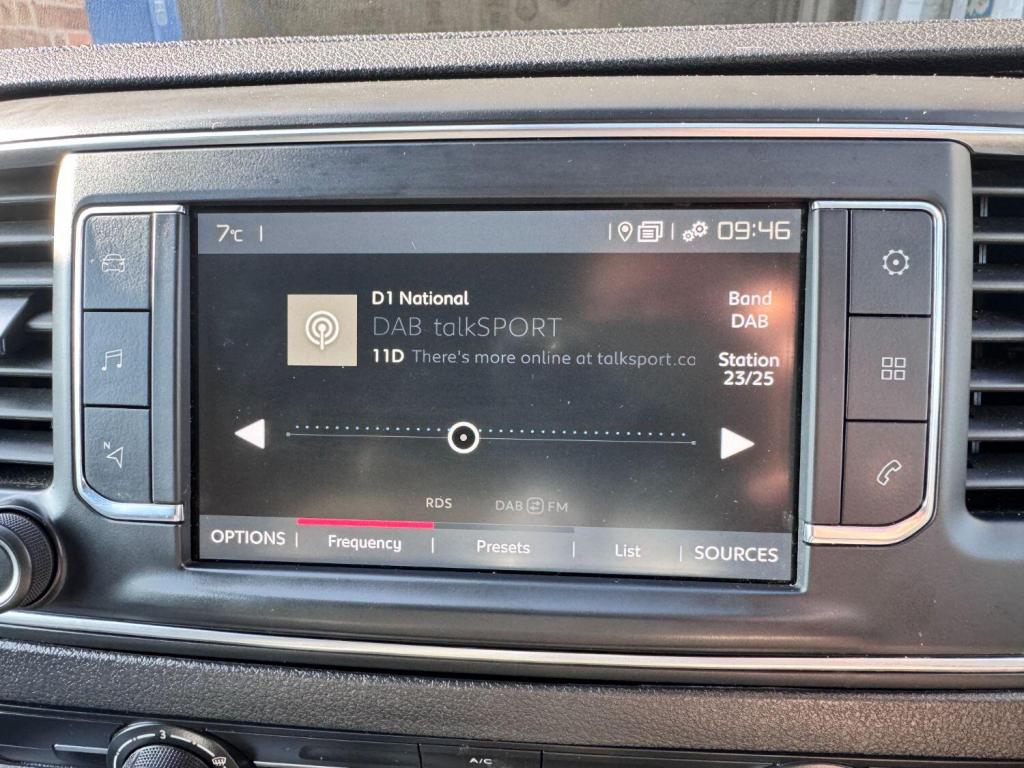 7°C
09:46
D1 National
DAB talkSPORT
11D There's more online at talksport.co
Band
DAB
Station
23/25
N
RDS DAB FM
OPTIONS Frequency Presets List SOURCES
3
A/C